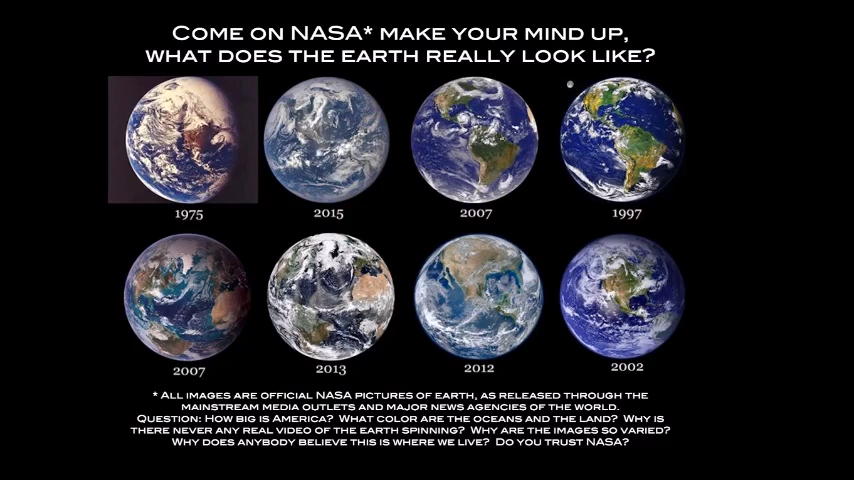 Come on NASA* make your mind up,
what does the earth really look like?
1975 2015 2007 1997
2007 2013 2012 2002
* All images are official NASA pictures of earth, as released through the
mainstream media outlets and major news agencies of the world.
Question: How big is America? What color are the oceans and the land? Why is
there never any real video of the earth spinning? Why are the images so varied?
Why does anybody believe this is where we live? Do you trust NASA?